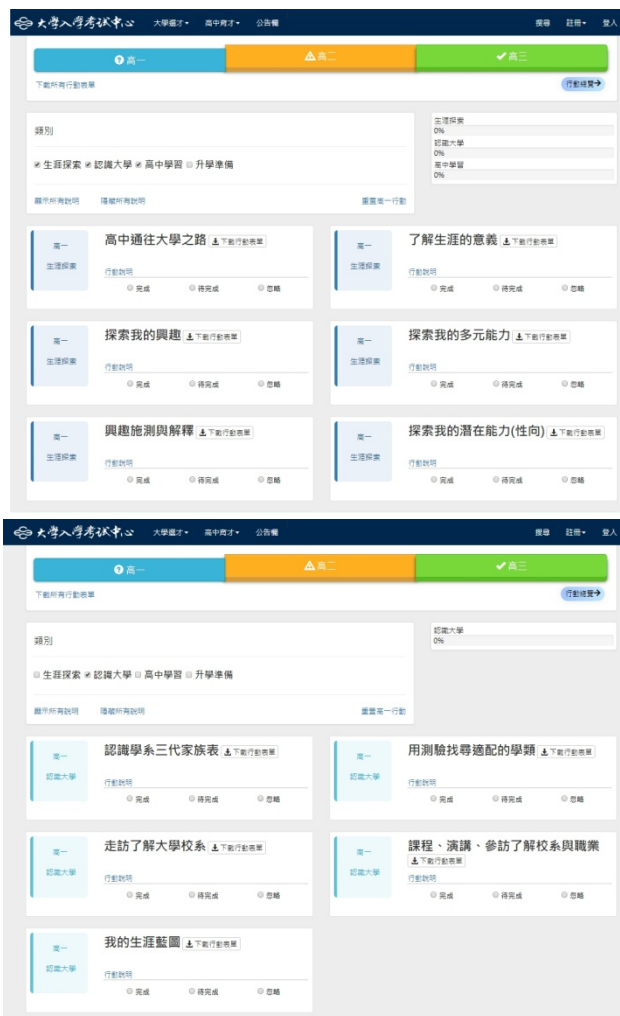 大學入學考試中心 大學選才 高中育才 公告欄 搜尋 註冊 登入
高一 高二 高三
下載所有行動表單 行動總覽
類別
生涯探索 認識大學 高中學習 升學準備
顯示所有說明 隱藏所有說明 重置高一行動
生涯探索
0%
認識大學
0%
高中學習
0%
高一
生涯探索
高中通往大學之路 下載行動表單
行動說明
完成 待完成 忽略
高一
生涯探索
了解生涯的意義 下載行動表單
行動說明
完成 待完成 忽略
高一
生涯探索
探索我的興趣 下載行動表單
行動說明
完成 待完成 忽略
高一
生涯探索
探索我的多元能力 下載行動表單
行動說明
完成 待完成 忽略
高一
生涯探索
興趣施測與解釋 下載行動表單
行動說明
完成 待完成 忽略
高一
生涯探索
探索我的潛在能力(性向) 下載行動表單
行動說明
完成 待完成 忽略
大學入學考試中心 大學選才 高中育才 公告欄 搜尋 註冊 登入
高一 高二 高三
下載所有行動表單 行動總覽
類別
生涯探索 認識大學 高中學習 升學準備
顯示所有說明 隱藏所有說明 重置高一行動
認識大學
0%
高一
認識大學
認識學系三代家族表 下載行動表單
行動說明
完成 待完成 忽略
高一
認識大學
用測驗找尋適配的學類 下載行動表單
行動說明
完成 待完成 忽略
高一
認識大學
走訪了解大學校系 下載行動表單
行動說明
完成 待完成 忽略
高一
認識大學
課程、演講、參訪了解校系與職業
下載行動表單
行動說明
完成 待完成 忽略
高一
認識大學
我的生涯藍圖 下載行動表單
行動說明
完成 待完成 忽略